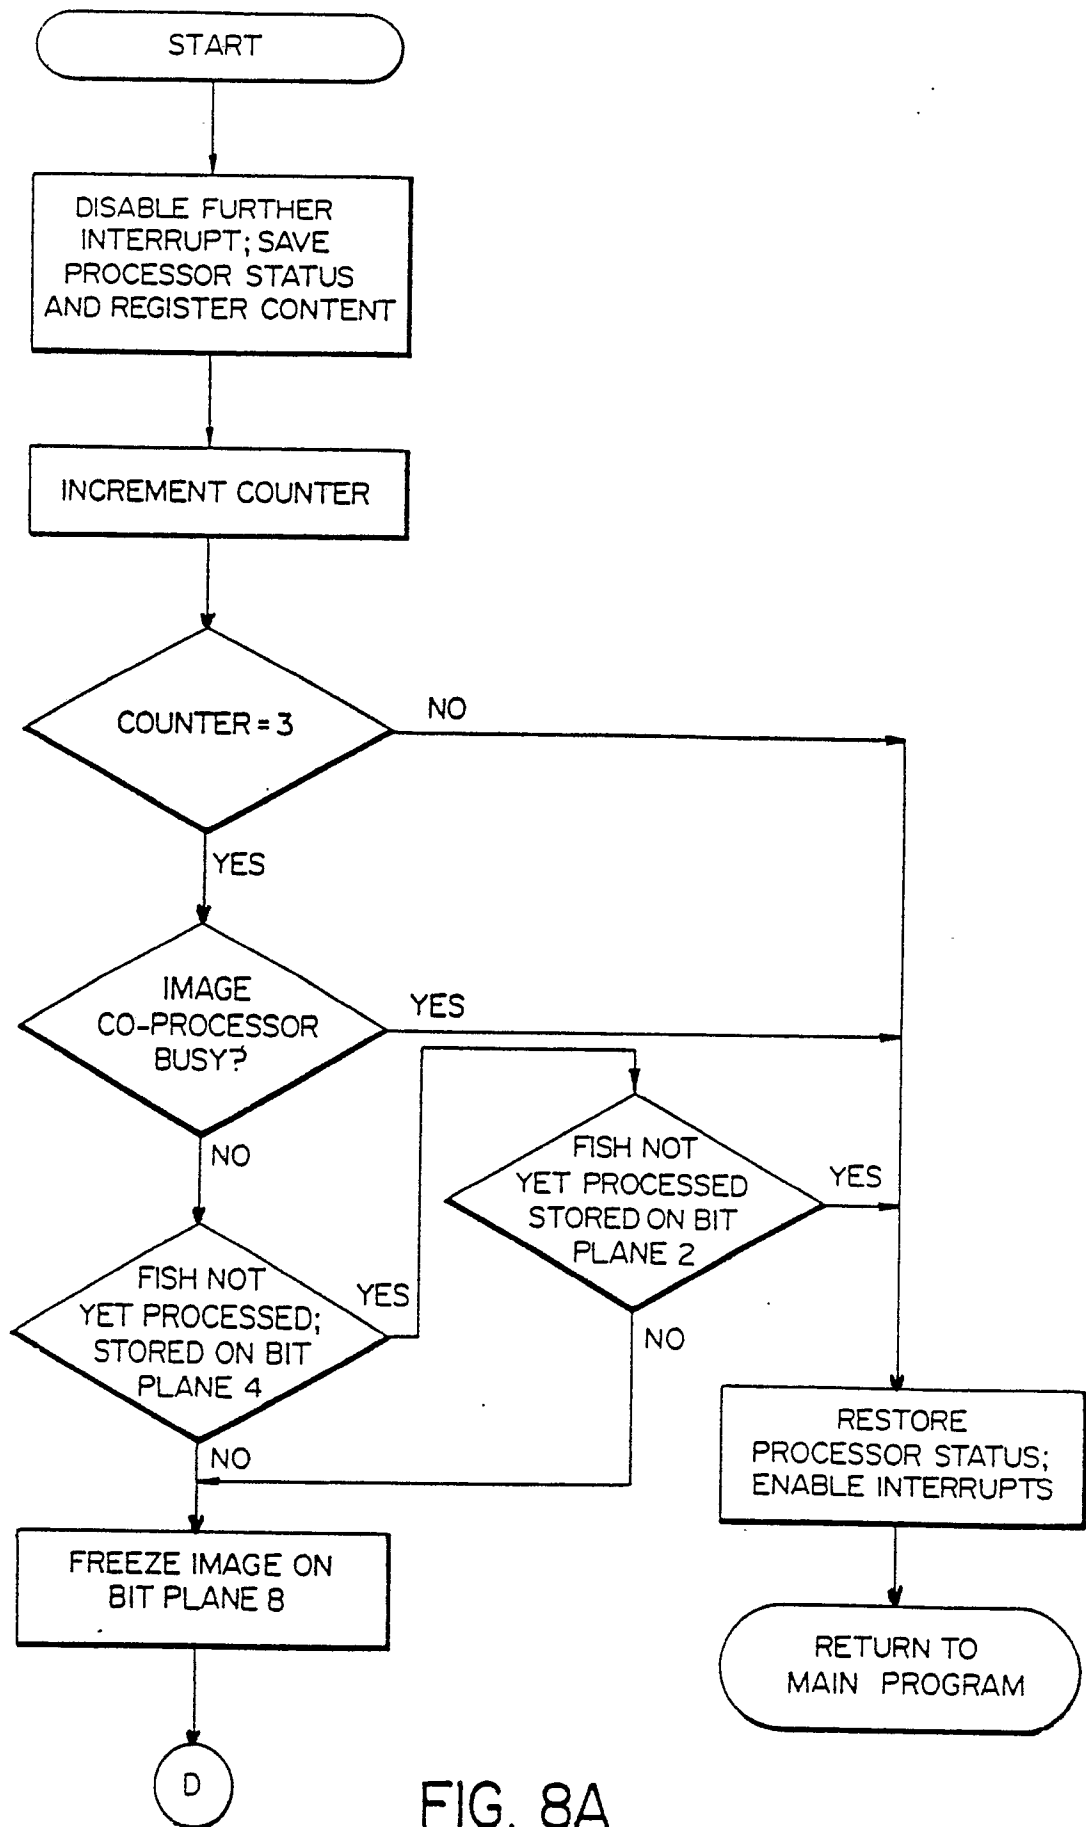 START
DISABLE FURTHER
INTERRUPT; SAVE
PROCESSOR STATUS
AND REGISTER CONTENT
INCREMENT COUNTER
COUNTER = 3
NO
YES
IMAGE
CO-PROCESSOR
BUSY?
YES
NO
FISH NOT
YET PROCESSED
STORED ON BIT
PLANE 2
YES
NO
FISH NOT
YET PROCESSED;
STORED ON BIT
PLANE 4
YES
NO
RESTORE
PROCESSOR STATUS;
ENABLE INTERRUPTS
FREEZE IMAGE ON
BIT PLANE 8
RETURN TO
MAIN PROGRAM
D
FIG. 8A